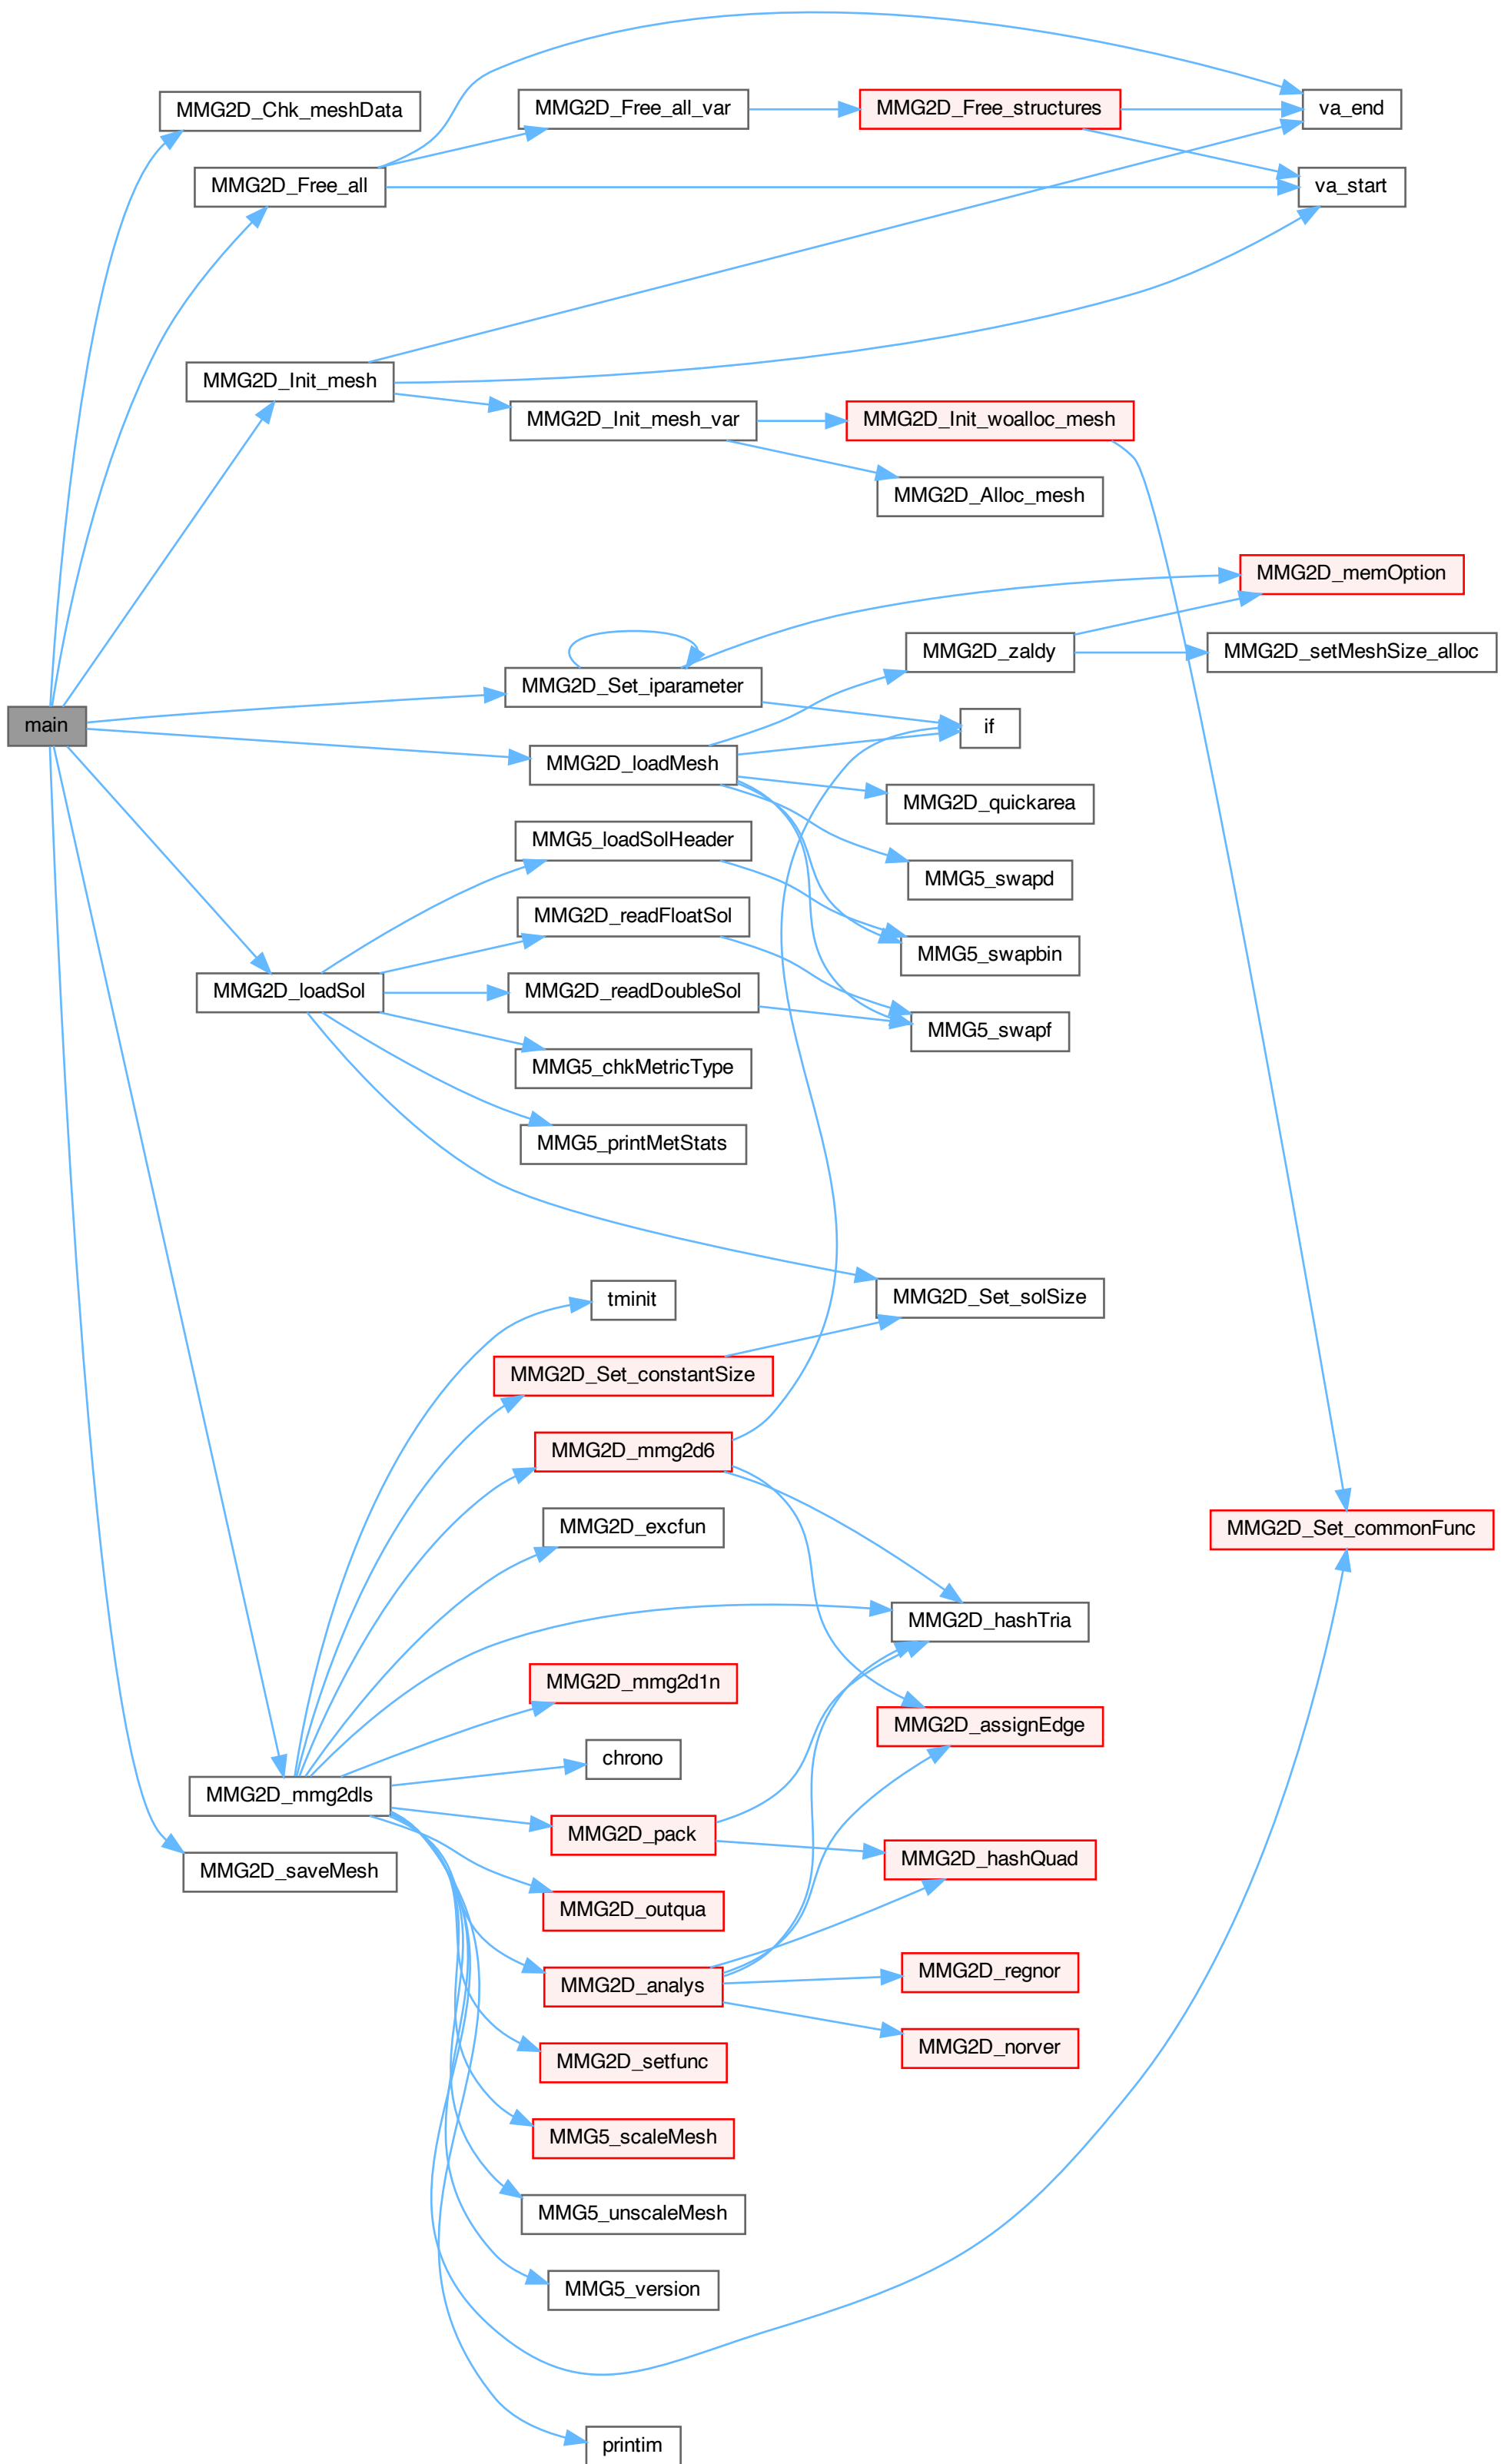 MMG2D_Chk_meshData
MMG2D_Free_all_var
MMG2D_Free_structures
va_end
MMG2D_Free_all
va_start
MMG2D_Init_mesh
MMG2D_Init_mesh_var
MMG2D_Init_woalloc_mesh
MMG2D_Alloc_mesh
MMG2D_memOption
MMG2D_zaldy
MMG2D_setMeshSize_alloc
MMG2D_Set_iparameter
main
if
MMG2D_loadMesh
MMG2D_quickarea
MMG5_loadSolHeader
MMG5_swapd
MMG2D_readFloatSol
MMG5_swapbin
MMG2D_loadSol
MMG2D_readDoubleSol
MMG5_swapf
MMG5_chkMetricType
MMG5_printMetStats
tminit
MMG2D_Set_solSize
MMG2D_Set_constantSize
MMG2D_mmg2d6
MMG2D_excfun
MMG2D_Set_commonFunc
MMG2D_hashTria
MMG2D_mmg2d1n
MMG2D_assignEdge
chrono
MMG2D_mmg2dls
MMG2D_pack
MMG2D_hashQuad
MMG2D_saveMesh
MMG2D_outqua
MMG2D_regnor
MMG2D_analys
MMG2D_norver
MMG2D_setfunc
MMG5_scaleMesh
MMG5_unscaleMesh
MMG5_version
printim